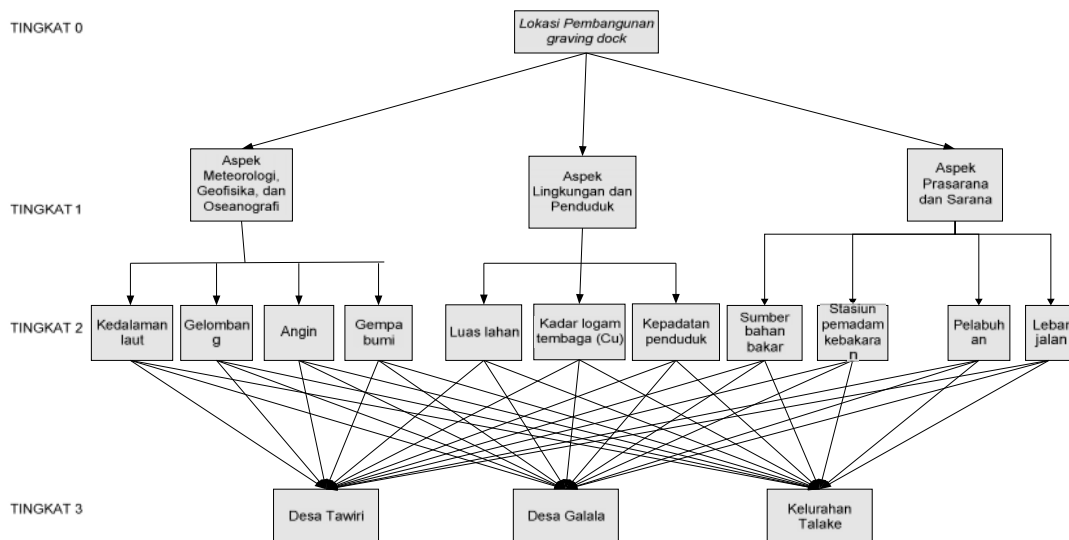 TINGKAT 0
Lokasi Pembangunan
graving dock
TINGKAT 1
Aspek
Meteorologi,
Geofisika, dan
Oseanografi
Aspek
Lingkungan dan
Penduduk
Aspek
Prasarana
dan Sarana
TINGKAT 2
Kedalaman
laut
Gelomban
g
Angin
Gempa
bumi
Luas lahan
Kadar logam
tembaga (Cu)
Kepadatan
penduduk
Sumber
bahan
bakar
Stasiun
pemadam
kebakara
n
Pelabuh
an
Lebar
jalan
TINGKAT 3
Desa Tawiri
Desa Galala
Kelurahan
Talake